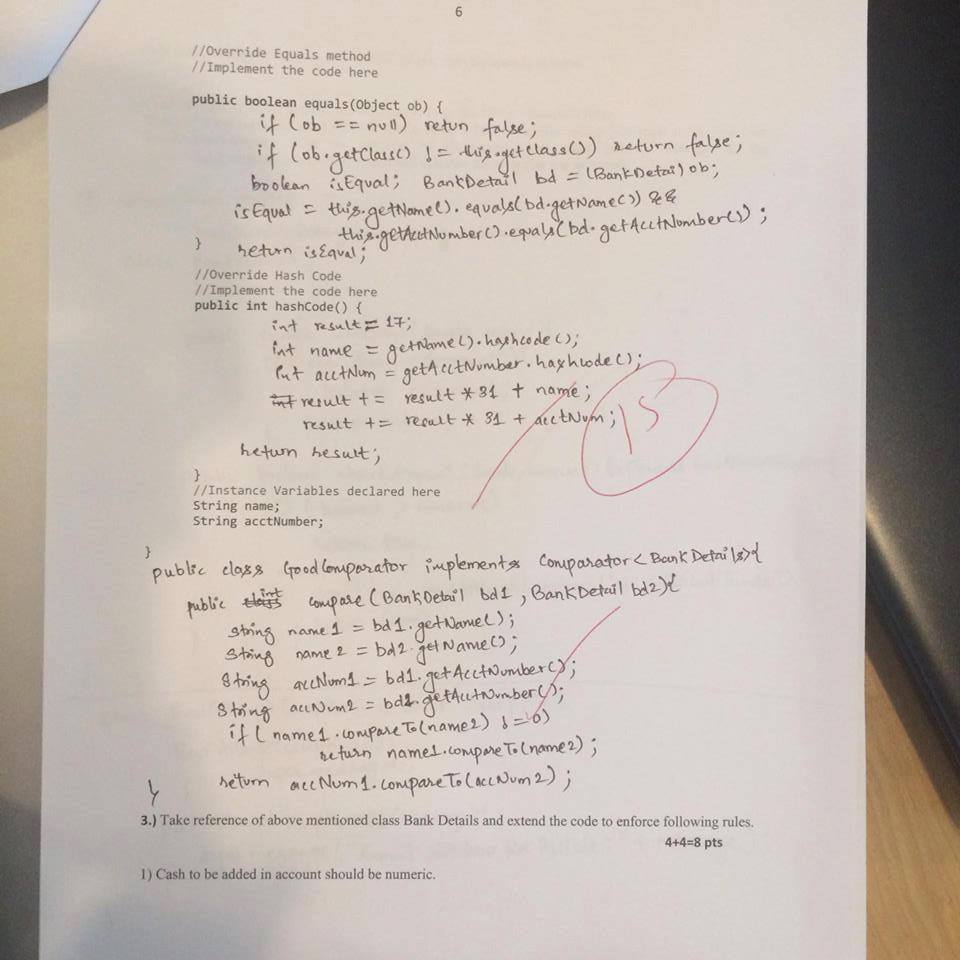 6
//Override Equals method
//Implement the code here
public boolean equals(Object ob) {
if (ob == null) retun false;
if (ob.getClass() != this.getClass()) return false;
boolean isEqual; BankDetail bd = (BankDetai) ob;
isEqual = this.getName().equals(bd.getName()) &&
this.getAcctNumber().equals(bd.getAcctNumber());
}
return isEqual;
//Override Hash Code
//Implement the code here
public int hashCode() {
int result = 17;
int name = getName().hashcode();
int acctNum = getAcctNumber.hashcode();
int result += result * 31 + name;
result += result * 31 + acctNum;
15
return result;
}
//Instance Variables declared here
String name;
String acctNumber;
}
public class GoodComparator implements Comparator<BankDetails>{
public int compare (BankDetail bd1, BankDetail bd2){
String name1 = bd1.getName();
String name2 = bd2.getName();
String accNum1 = bd1.getAcctNumber();
String accNum2 = bd2.getAcctNumber();
if (name1.compareTo(name2) != 0)
return name1.compareTo(name2);
return accNum1.compareTo(accNum2);
}
3.) Take reference of above mentioned class Bank Details and extend the code to enforce following rules.
4+4=8 pts
1) Cash to be added in account should be numeric.